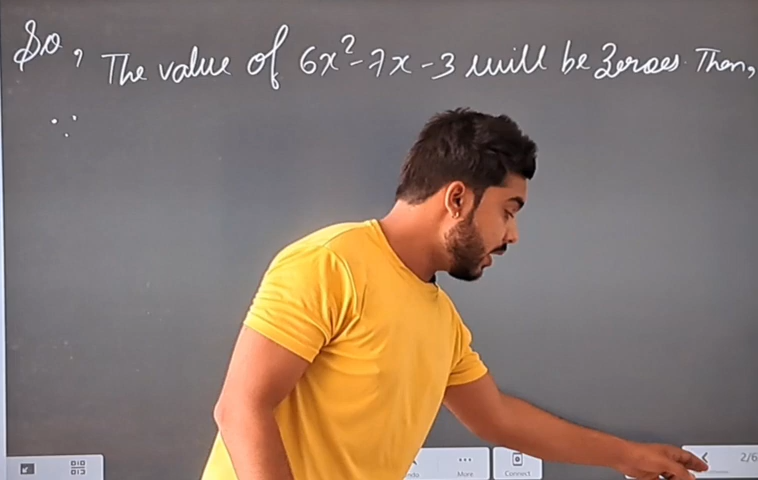 So, The value of 6x²-7x-3 will be Zeroes. Then,
∵
More
Connect
2/6